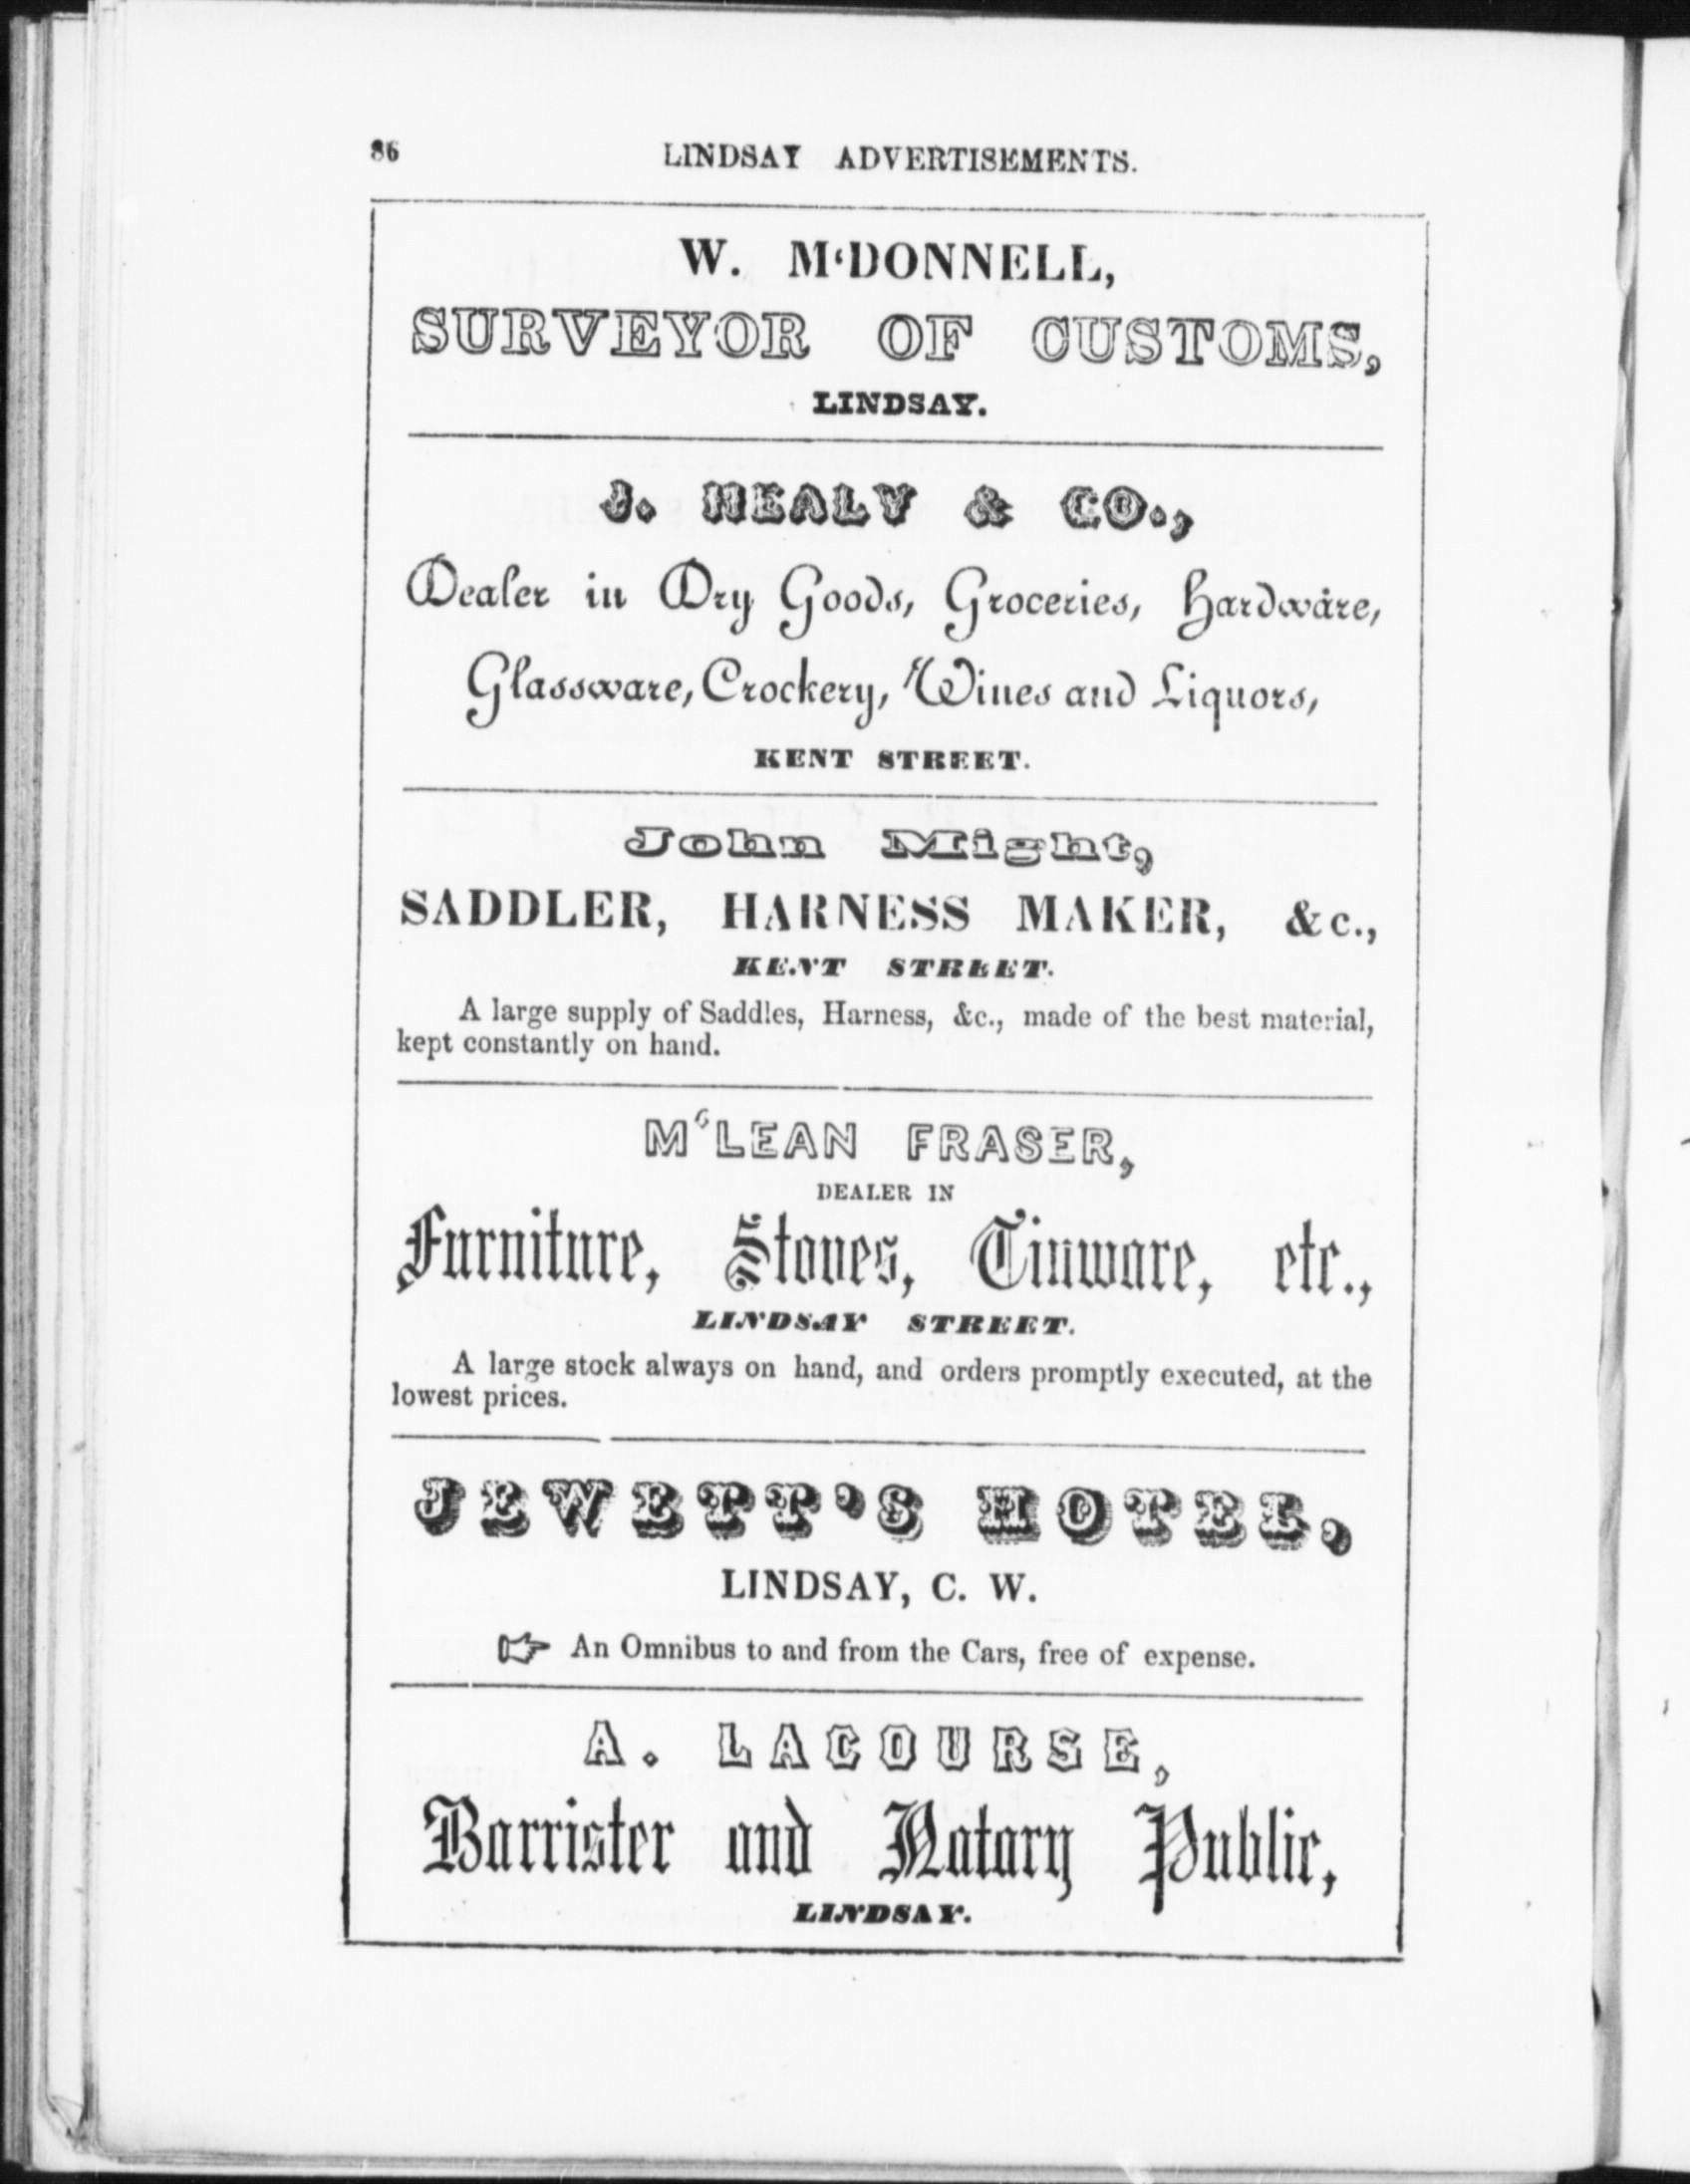 86
LINDSAY ADVERTISEMENTS.
W. M‘DONNELL,
SURVEYOR OF CUSTOMS,
LINDSAY.
J. HEALY & CO.,
Dealer in Dry Goods, Groceries, Hardware,
Glassware, Crockery, Wines and Liquors,
KENT STREET.
John Might,
SADDLER, HARNESS MAKER, &c.,
KENT STREET.
A large supply of Saddles, Harness, &c., made of the best material,
kept constantly on hand.
M‘LEAN FRASER,
DEALER IN
Furniture, Stoves, Tinware, etc.,
LINDSAY STREET.
A large stock always on hand, and orders promptly executed, at the
lowest prices.
JEWETT'S HOTEL,
LINDSAY, C. W.
☞ An Omnibus to and from the Cars, free of expense.
A. LACOURSE,
Barrister and Notary Public,
LINDSAY.